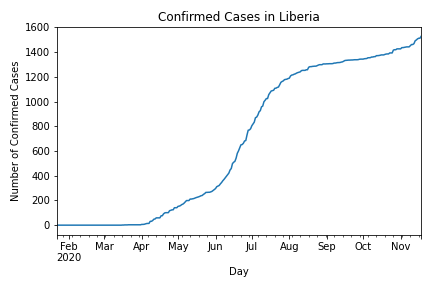 Confirmed Cases in Liberia
1600
1400
1200
1000
800
600
400
200
0
Number of Confirmed Cases
Feb Mar Apr May Jun Jul Aug Sep Oct Nov
2020
Day